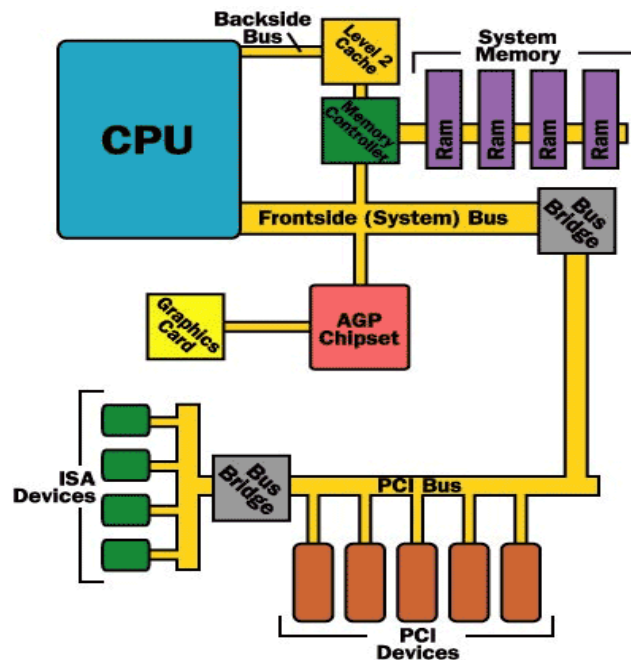 Backside
Bus
Level 2
Cache
System
Memory
CPU
Memory
Controller
Ram
Ram
Ram
Ram
Frontside (System) Bus
Bus
Bridge
Graphics
Card
AGP
Chipset
ISA
Devices
Bus
Bridge
PCI Bus
PCI
Devices